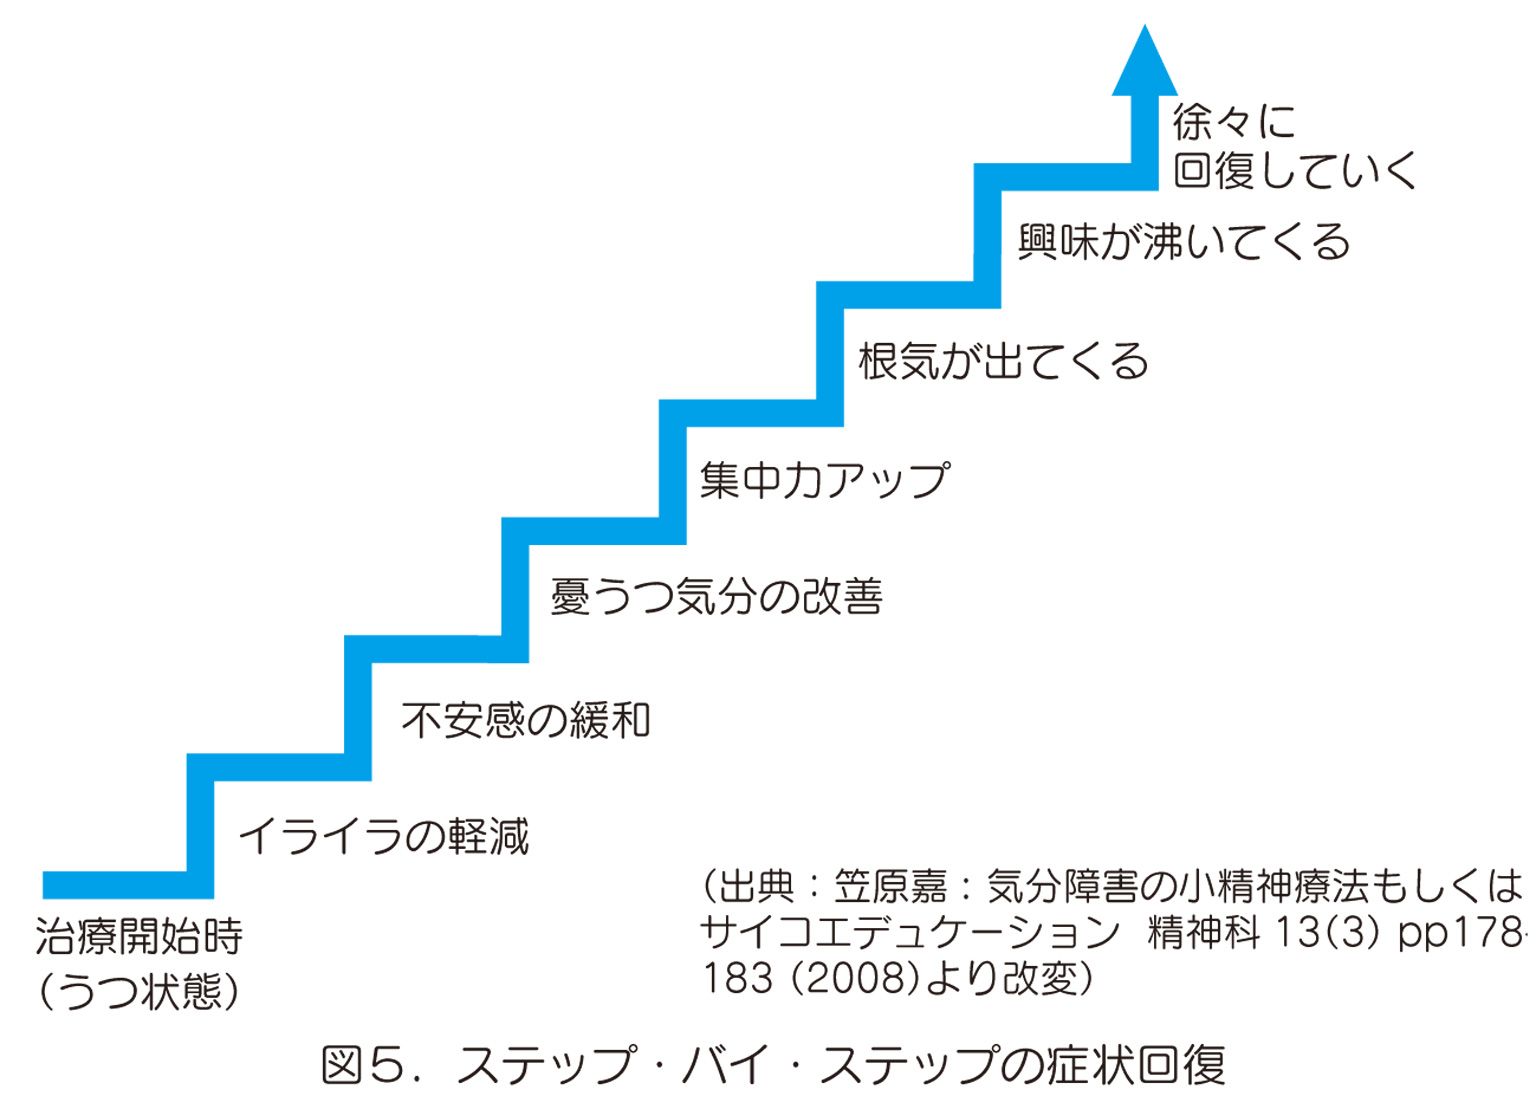 徐々に
回復していく
興味が沸いてくる
根気が出てくる
集中力アップ
憂うつ気分の改善
不安感の緩和
イライラの軽減
治療開始時
(うつ状態)
(出典：笠原嘉：気分障害の小精神療法もしくは
サイコエデュケーション 精神科 13(3) pp178-
183 (2008)より改変)
図5．ステップ・バイ・ステップの症状回復